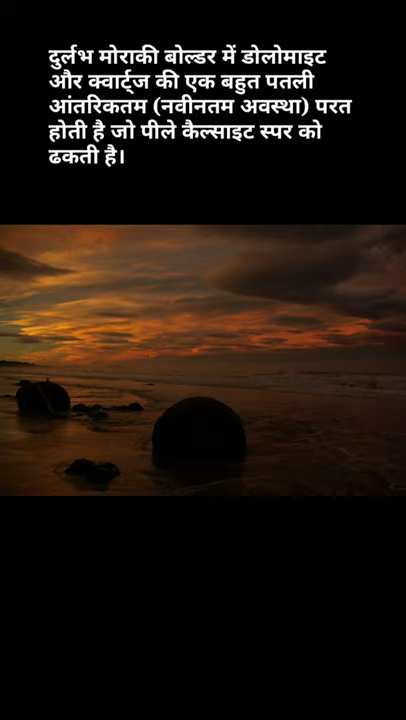 दुर्लभ मोराकी बोल्डर में डोलोमाइट
और क्वार्ट्ज की एक बहुत पतली
आंतरिकतम (नवीनतम अवस्था) परत
होती है जो पीले कैल्साइट स्पर को
ढकती है।